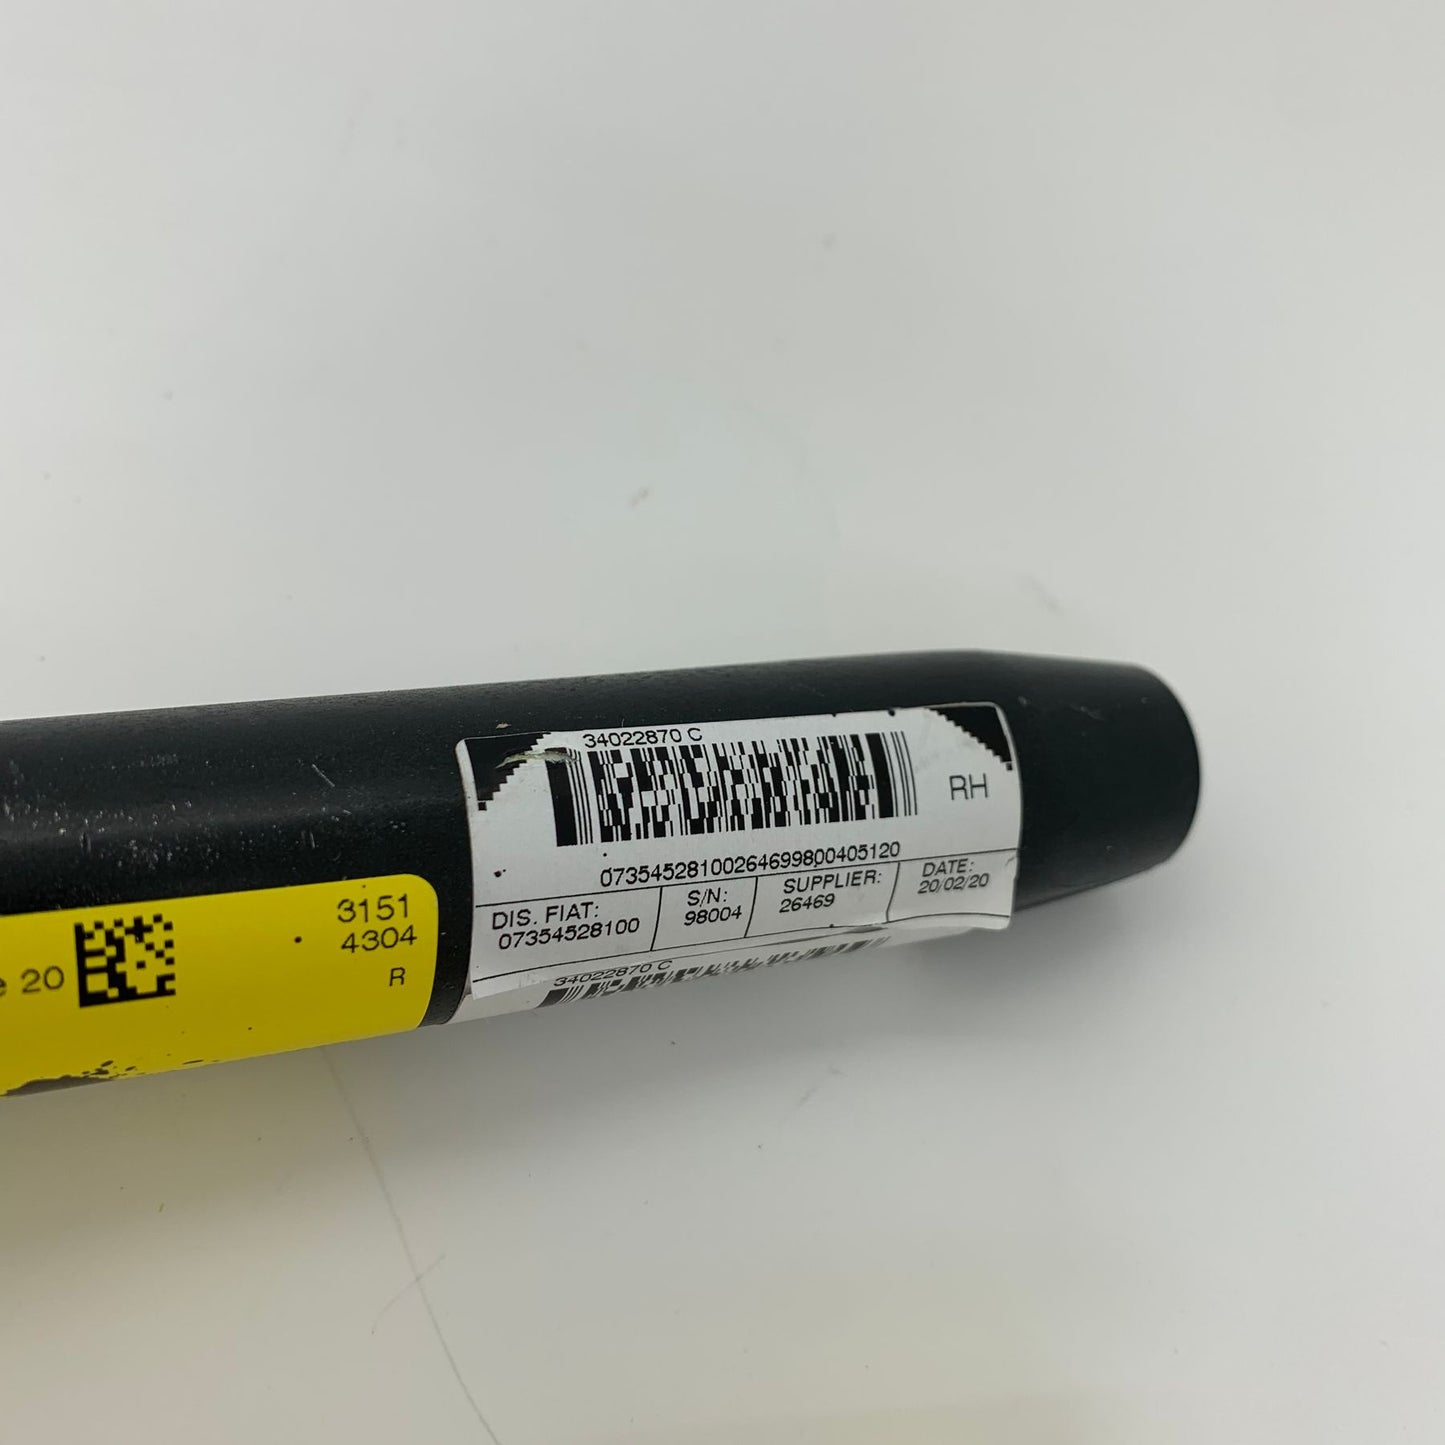 34022870 C
RH
07354528100264699800405120
DIS. FIAT:
07354528100
S/N:
98004
SUPPLIER:
26469
DATE:
20/02/20
34022870 C
e 20
3151
4304
R